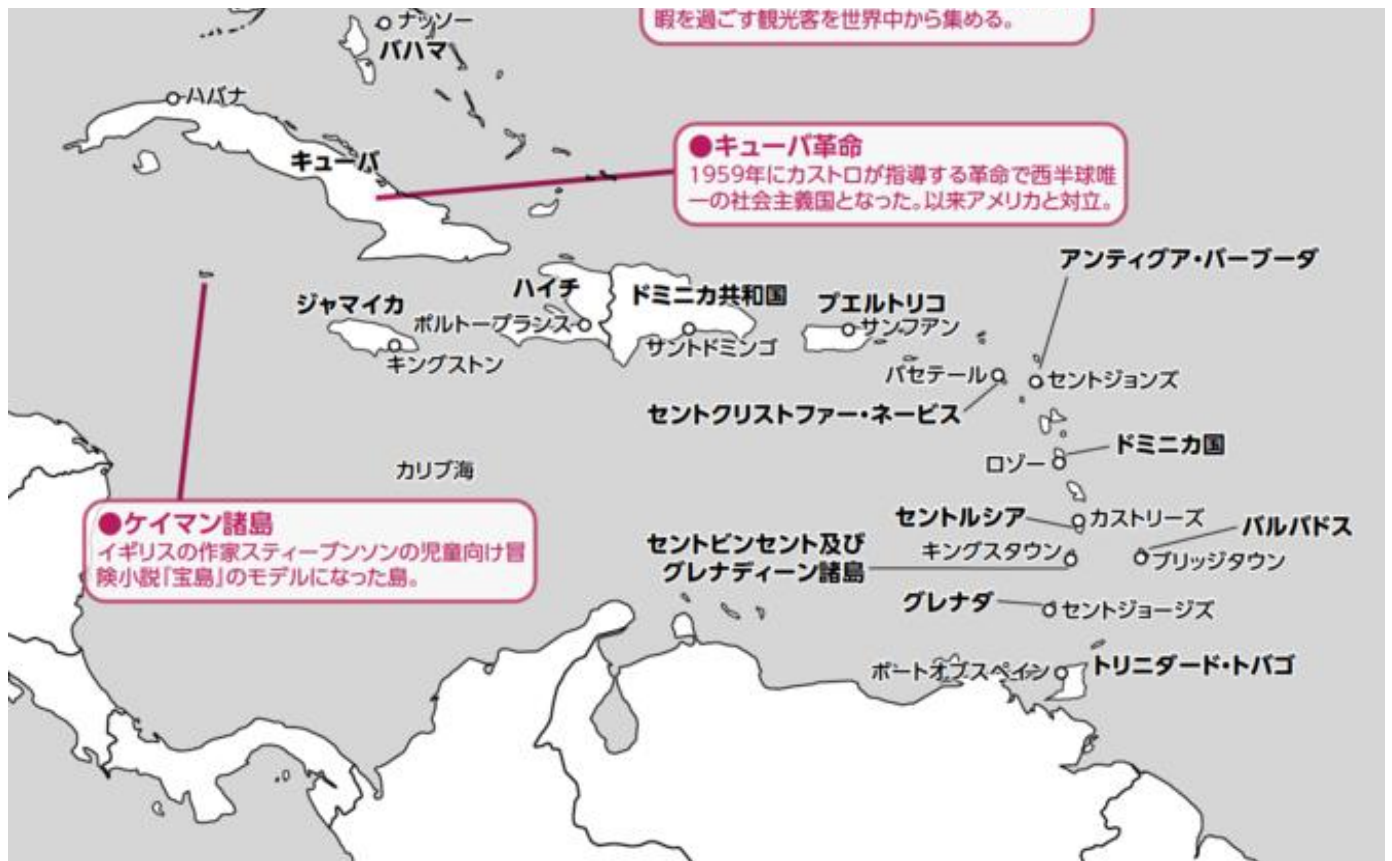 暇を過ごす観光客を世界中から集める。
ナッソー
バハマ
ハバナ
キューバ
●キューバ革命
1959年にカストロが指導する革命で西半球唯
一の社会主義国となった。以来アメリカと対立。
アンティグア・バーブーダ
ジャマイカ
ハイチ
ドミニカ共和国
プエルトリコ
ポルトープランス
サンフアン
キングストン
サントドミンゴ
バセテール
セントジョンズ
セントクリストファー・ネービス
ドミニカ国
ロゾー
カリブ海
●ケイマン諸島
イギリスの作家スティーブンソンの児童向け冒
険小説「宝島」のモデルになった島。
セントルシア
カストリーズ
バルバドス
セントビンセント及び
グレナディーン諸島
キングスタウン
ブリッジタウン
グレナダ
セントジョージズ
ポートオブスペイン
トリニダード・トバゴ